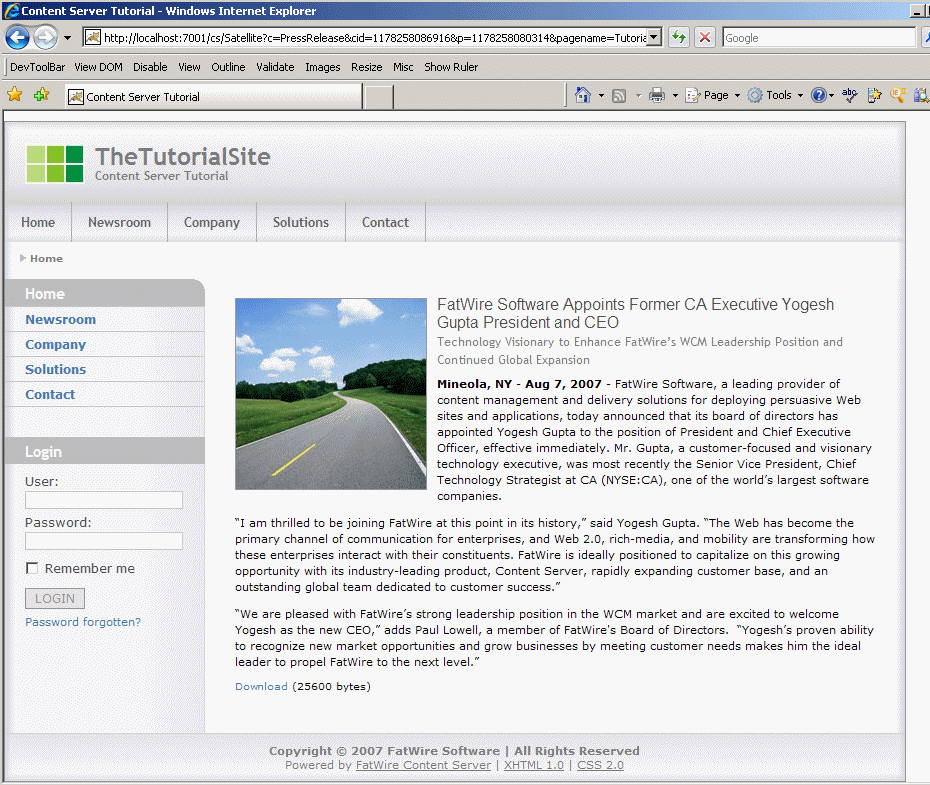 Content Server Tutorial - Windows Internet Explorer
http://localhost:7001/cs/Satellite?c=PressRelease&cid=1178258086916&p=1178258080314&pagename=Tutoria
Google
DevToolBar View DOM Disable View Outline Validate Images Resize Misc Show Ruler
Content Server Tutorial
Page Tools
TheTutorialSite
Content Server Tutorial
Home Newsroom Company Solutions Contact
Home
Home
Newsroom
Company
Solutions
Contact
Login
User:
Password:
Remember me
LOGIN
Password forgotten?
FatWire Software Appoints Former CA Executive Yogesh
Gupta President and CEO
Technology Visionary to Enhance FatWire’s WCM Leadership Position and
Continued Global Expansion
Mineola, NY - Aug 7, 2007 - FatWire Software, a leading provider of
content management and delivery solutions for deploying persuasive Web
sites and applications, today announced that its board of directors has
appointed Yogesh Gupta to the position of President and Chief Executive
Officer, effective immediately. Mr. Gupta, a customer-focused and visionary
technology executive, was most recently the Senior Vice President, Chief
Technology Strategist at CA (NYSE:CA), one of the world’s largest software
companies.
“I am thrilled to be joining FatWire at this point in its history,” said Yogesh Gupta. “The Web has become the
primary channel of communication for enterprises, and Web 2.0, rich-media, and mobility are transforming how
these enterprises interact with their constituents. FatWire is ideally positioned to capitalize on this growing
opportunity with its industry-leading product, Content Server, rapidly expanding customer base, and an
outstanding global team dedicated to customer success.”
“We are pleased with FatWire’s strong leadership position in the WCM market and are excited to welcome
Yogesh as the new CEO,” adds Paul Lowell, a member of FatWire's Board of Directors.  “Yogesh’s proven ability
to recognize new market opportunities and grow businesses by meeting customer needs makes him the ideal
leader to propel FatWire to the next level.”
Download (25600 bytes)
Copyright © 2007 FatWire Software | All Rights Reserved
Powered by FatWire Content Server | XHTML 1.0 | CSS 2.0